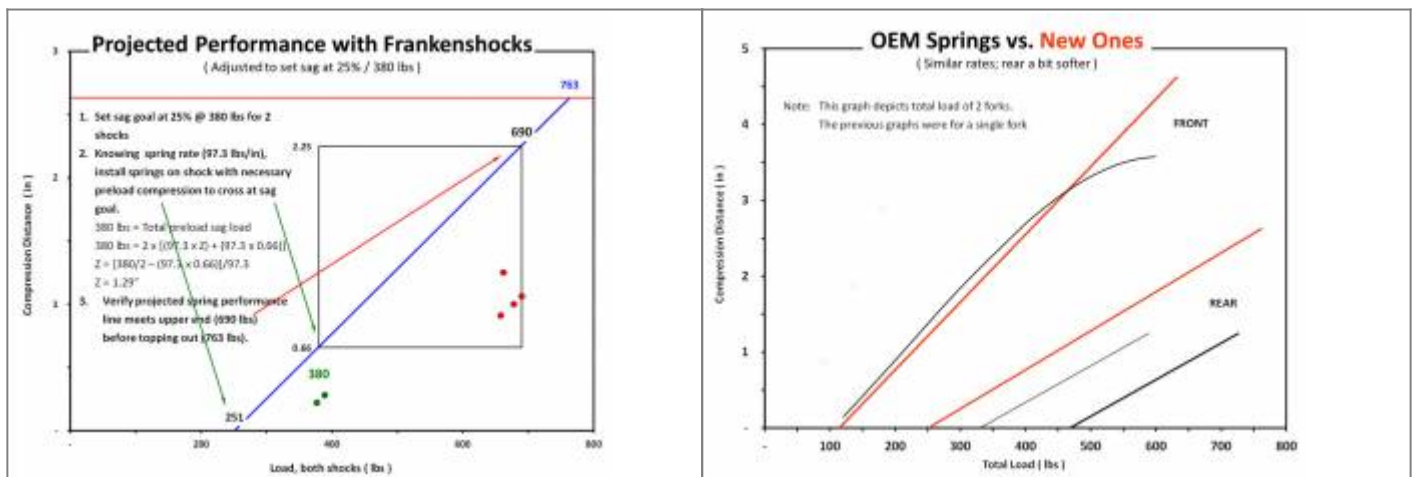 Projected Performance with Frankenshocks
( Adjusted to set sag at 25% / 380 lbs )
3
763
1. Set sag goal at 25% @ 380 lbs for 2
shocks
690
2. Knowing spring rate (97.3 lbs/in),
2.25
install springs on shock with necessary
2
preload compression to cross at sag
goal.
380 lbs = Total preload sag load
380 lbs = 2 x [(97.3 x Z) + (97.3 x 0.66)]
Z = [380/2 – (97.3 x 0.66)]/97.3
Z = 1.29"
3. Verify projected spring performance
1
line meets upper end (690 lbs)
before topping out (763 lbs).
0.66
380
251
-
-
200
400
600
800
Load, both shocks ( lbs )
Compression Distance ( in )
OEM Springs vs. New Ones
( Similar rates; rear a bit softer )
5
Note: This graph depicts total load of 2 forks.
The previous graphs were for a single fork
4
FRONT
3
2
REAR
1
-
-
100
200
300
400
500
600
700
800
Total Load ( lbs )
Compression Distance ( in )